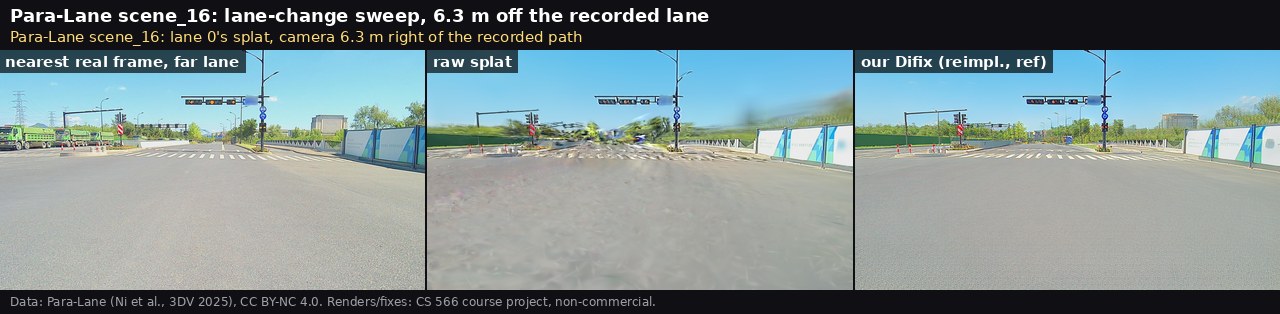 Para-Lane scene_16: lane-change sweep, 6.3 m off the recorded lane
Para-Lane scene_16: lane 0's splat, camera 6.3 m right of the recorded path
nearest real frame, far lane
raw splat
our Difix (reimpl., ref)
Data: Para-Lane (Ni et al., 3DV 2025), CC BY-NC 4.0. Renders/fixes: CS 566 course project, non-commercial.